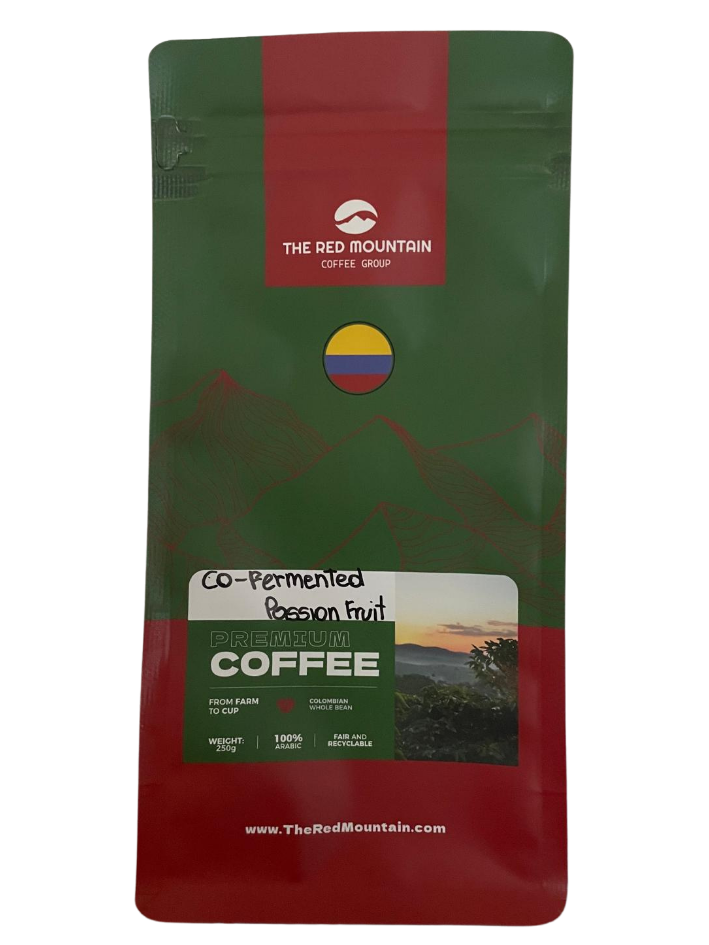 THE RED MOUNTAIN
COFFEE GROUP
CO-Fermented
Passion Fruit
PREMIUM
COFFEE
FROM FARM
TO CUP
COLOMBIAN
WHOLE BEAN
WEIGHT:
250g
100%
ARABIC
FAIR AND
RECYCLABLE
www.TheRedMountain.com